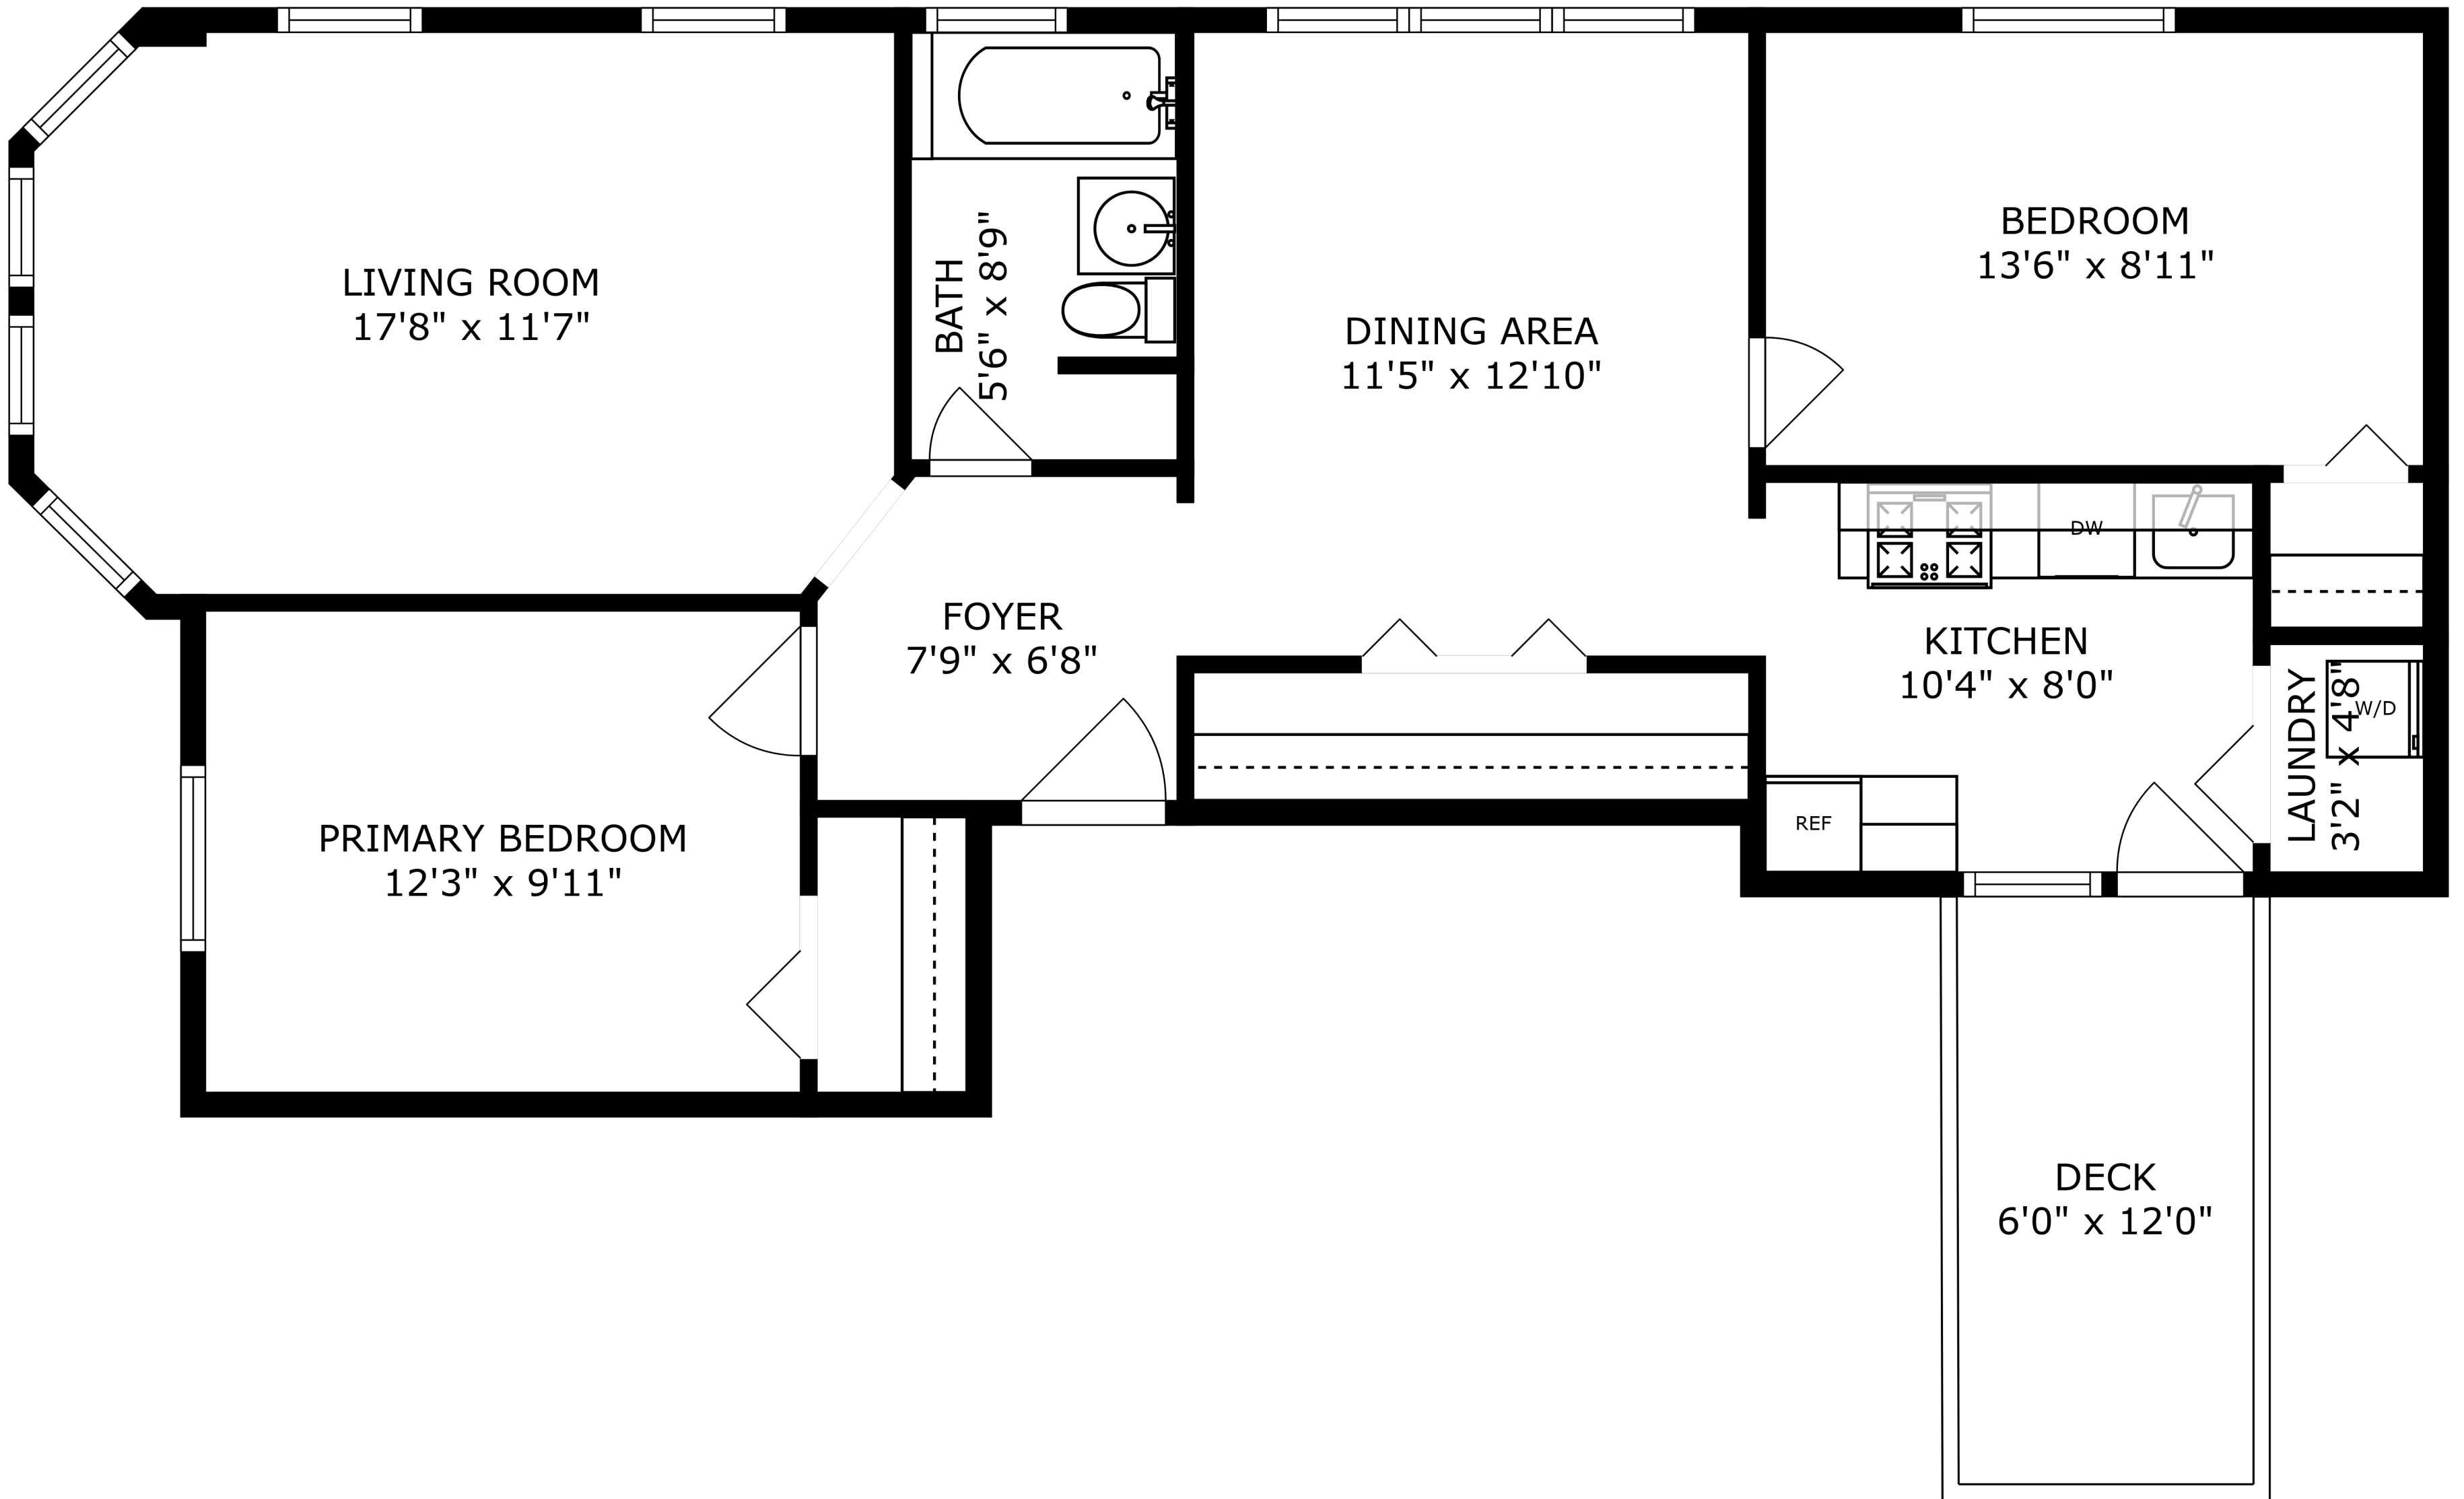 LIVING ROOM
17'8" x 11'7"
BATH
5'6" x 8'9"
DINING AREA
11'5" x 12'10"
BEDROOM
13'6" x 8'11"
DW
FOYER
7'9" x 6'8"
KITCHEN
10'4" x 8'0"
LAUNDRY
3'2" x 4'8"
W/D
REF
PRIMARY BEDROOM
12'3" x 9'11"
DECK
6'0" x 12'0"